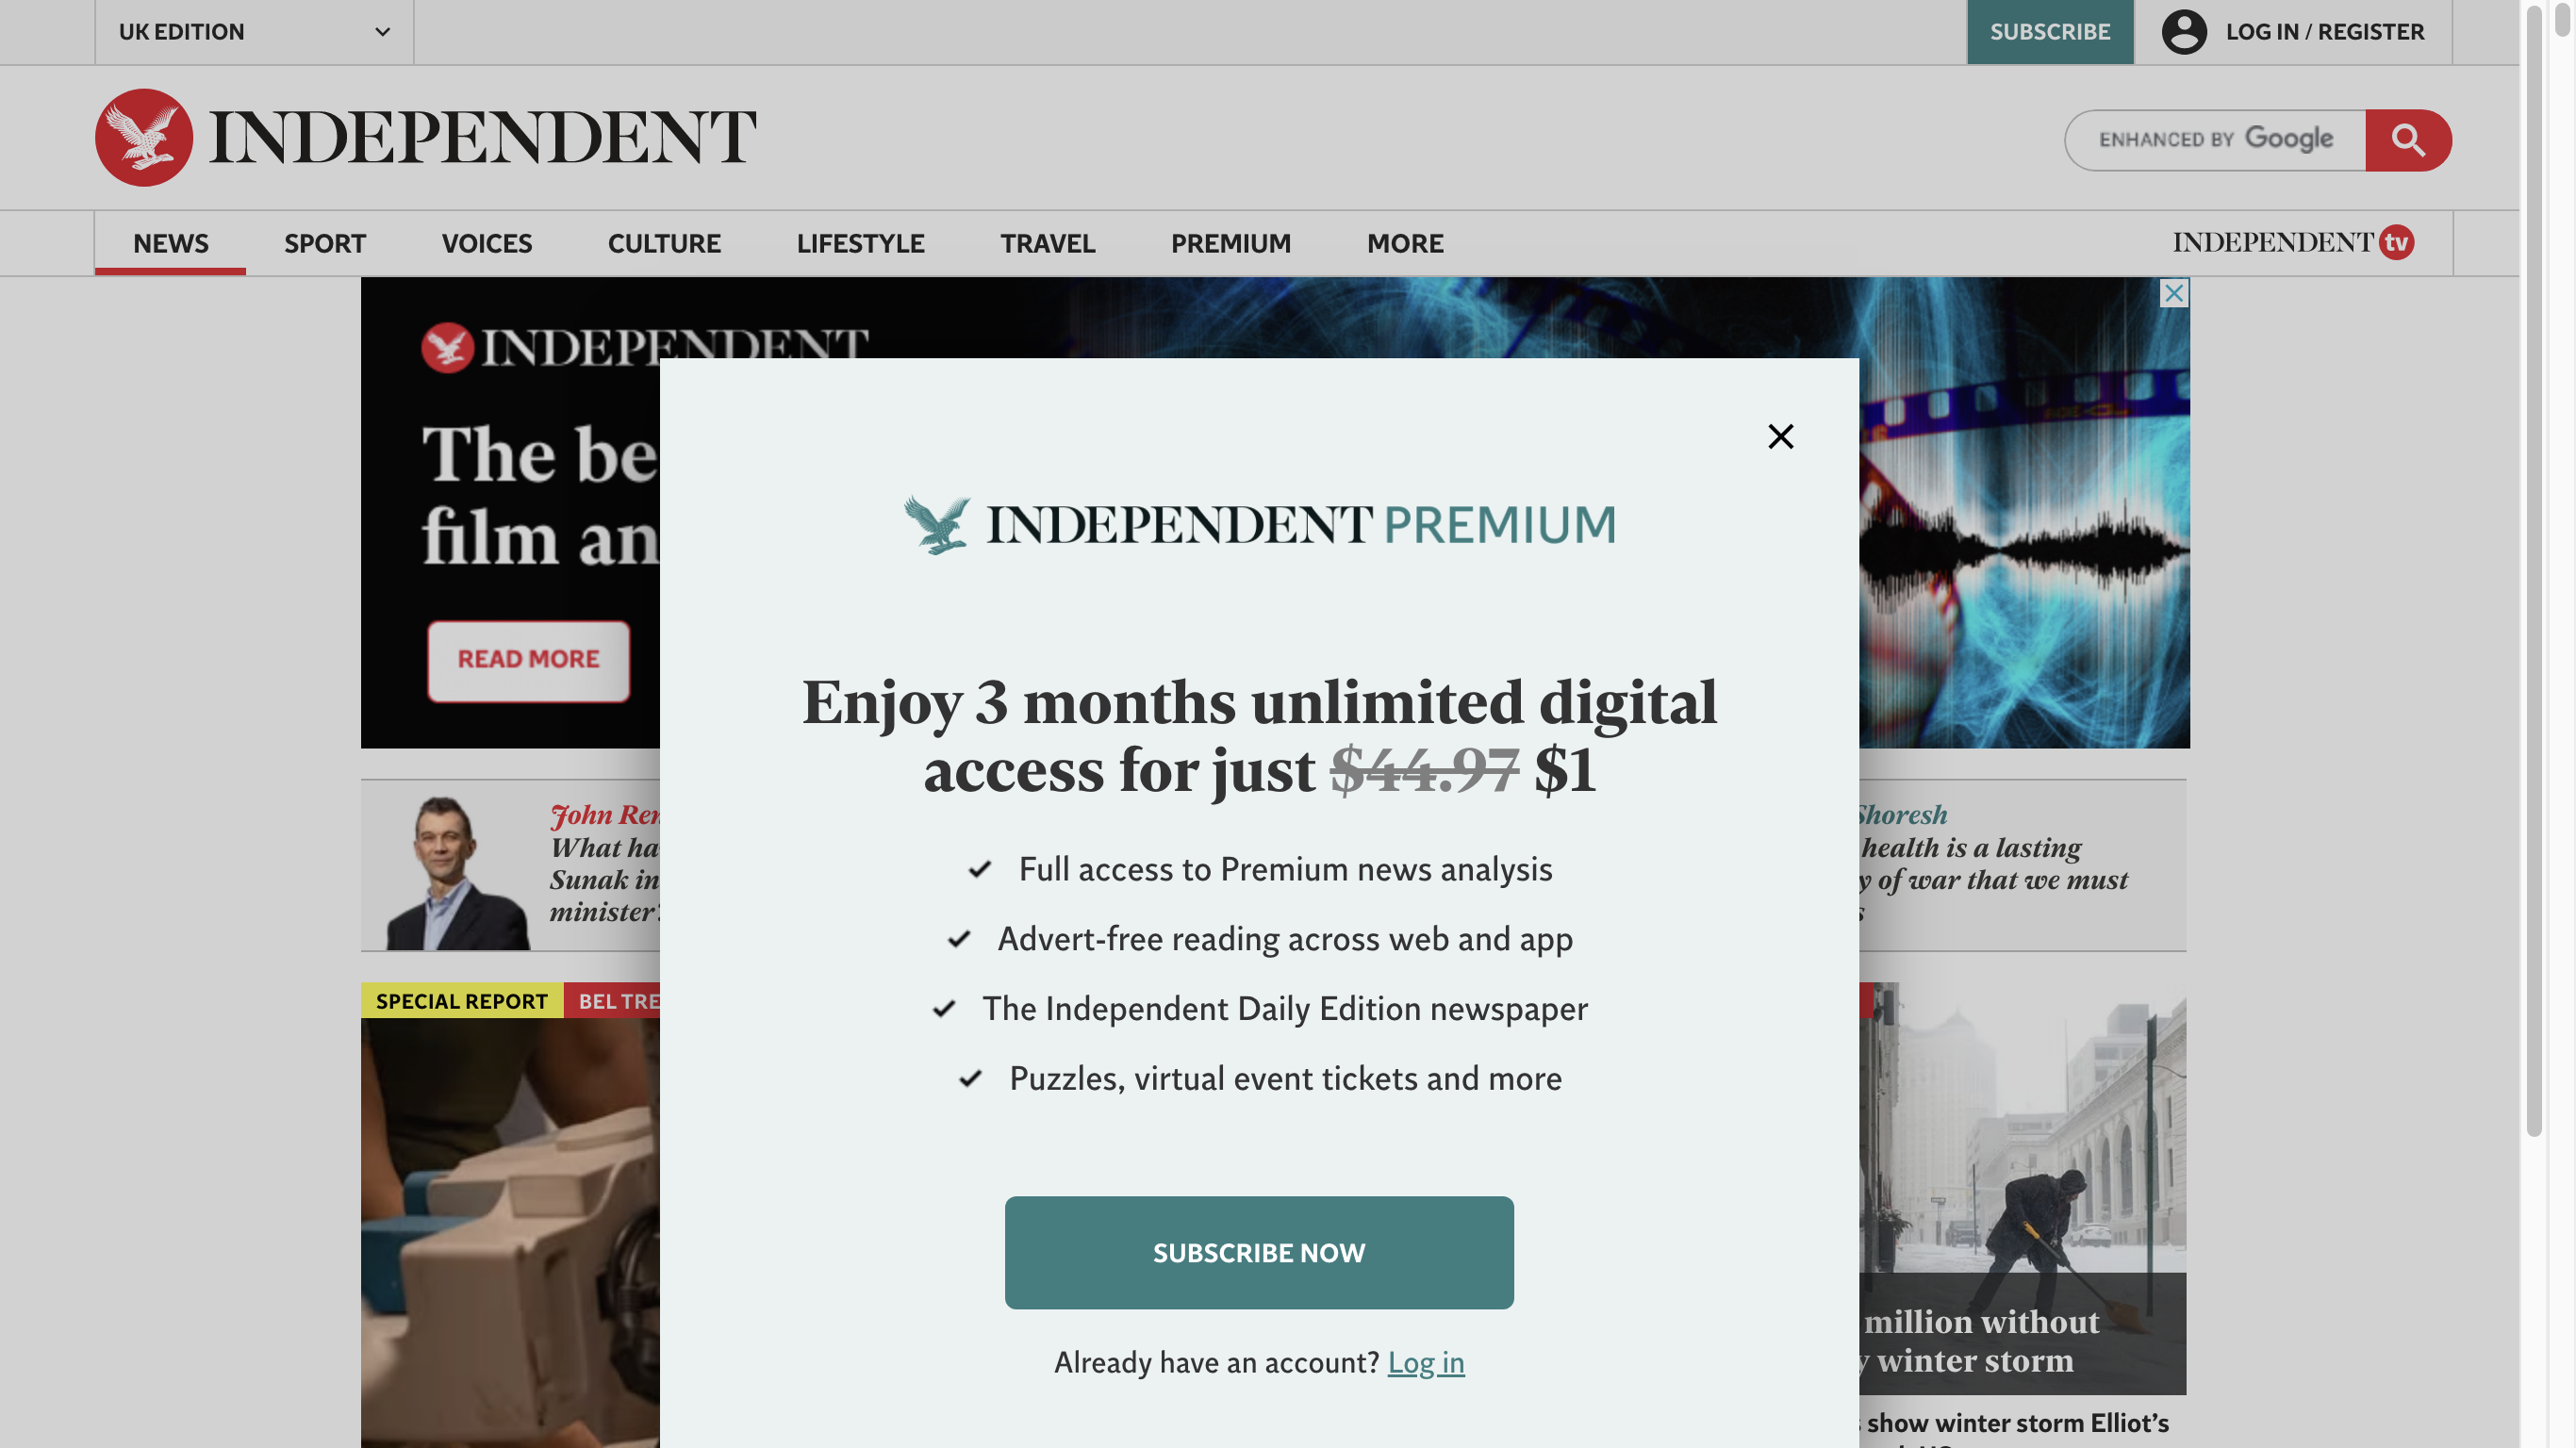 UK EDITION
SUBSCRIBE
LOG IN / REGISTER
INDEPENDENT
ENHANCED BY Google
NEWS SPORT VOICES CULTURE LIFESTYLE TRAVEL PREMIUM MORE
INDEPENDENT tv
INDEPENDENT
The be
film an
READ MORE
INDEPENDENT PREMIUM
Enjoy 3 months unlimited digital
access for just $44.97 $1
Full access to Premium news analysis
Advert-free reading across web and app
The Independent Daily Edition newspaper
Puzzles, virtual event tickets and more
SUBSCRIBE NOW
Already have an account? Log in
John Ren
What ha
Sunak in
minister?
Shoresh
health is a lasting
y of war that we must
s
SPECIAL REPORT
BEL TRE
million without
y winter storm
show winter storm Elliot's